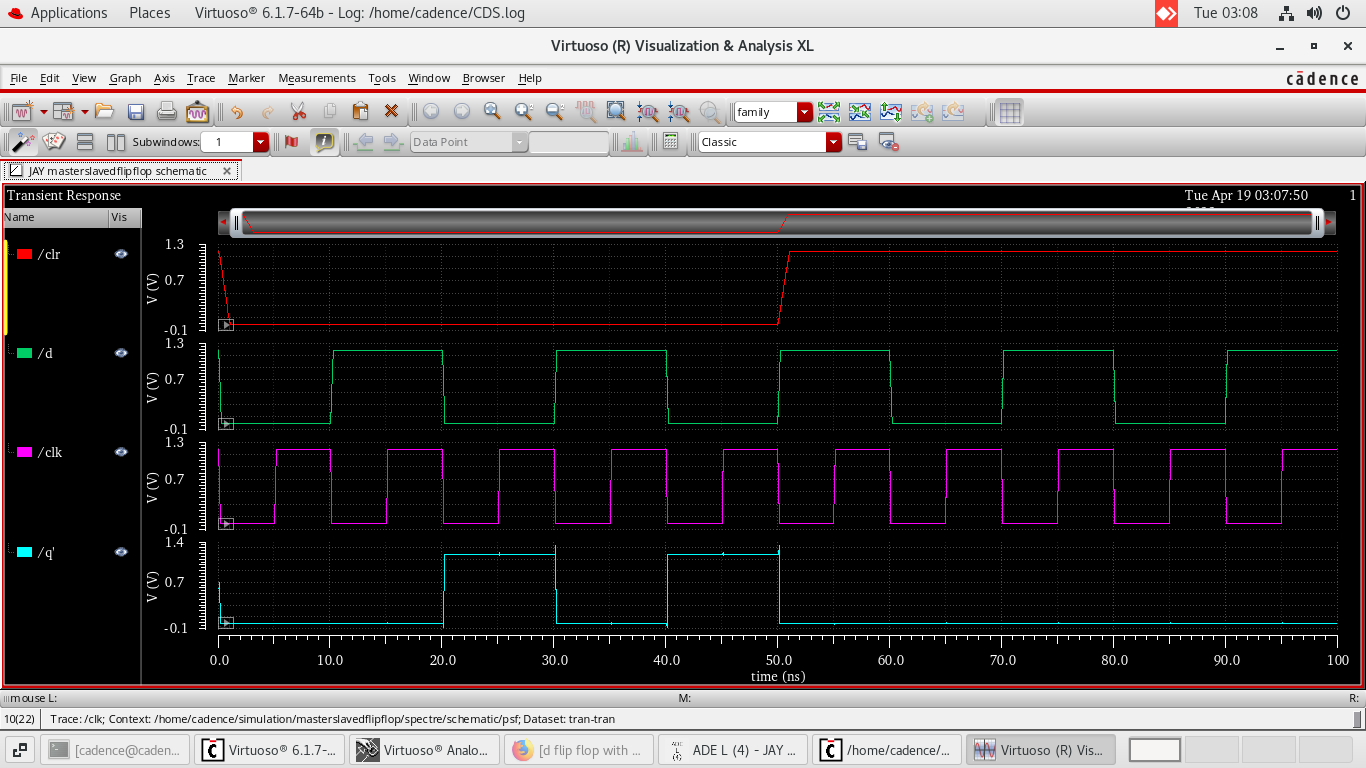 Applications Places Virtuoso® 6.1.7-64b - Log: /home/cadence/CDS.log Tue 03:08
Virtuoso (R) Visualization & Analysis XL
File Edit View Graph Axis Trace Marker Measurements Tools Window Browser Help cādence
family
Subwindows: 1 Data Point Classic
JAY masterslavedflipflop schematic
Transient Response Tue Apr 19 03:07:50 1
Name Vis
/clr
1.3
0.7
-0.1
V (V)
/d
1.3
0.7
-0.1
V (V)
/clk
1.3
0.7
-0.1
V (V)
/q'
1.4
0.7
-0.1
V (V)
0.0 10.0 20.0 30.0 40.0 50.0 60.0 70.0 80.0 90.0 100
time (ns)
mouse L: M: R:
10(22) Trace: /clk; Context: /home/cadence/simulation/masterslavedflipflop/spectre/schematic/psf; Dataset: tran-tran
[cadence@caden... Virtuoso® 6.1.7-... Virtuoso® Analo... [d flip flop with ... ADE L (4) - JAY ... /home/cadence/... Virtuoso (R) Vis...